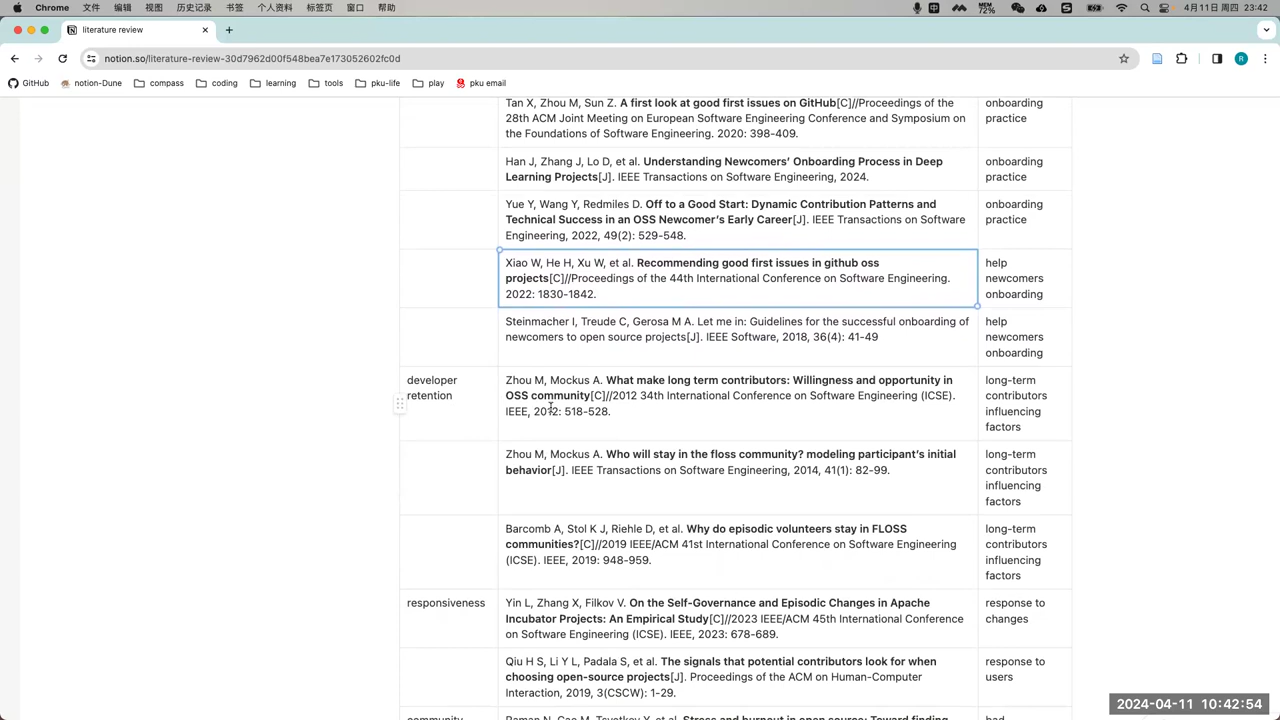 Chrome 文件 编辑 视图 历史记录 书签 个人资料 标签页 窗口 帮助 4月11日 周四 23:42
literature review
notion.so/literature-review-30d7962d00f548bea7e173052602fc0d
GitHub notion-Dune compass coding learning tools pku-life play pku email
Tan X, Zhou M, Sun Z. A first look at good first issues on GitHub[C]//Proceedings of the
28th ACM Joint Meeting on European Software Engineering Conference and Symposium on
the Foundations of Software Engineering. 2020: 398-409.
onboarding
practice
Han J, Zhang J, Lo D, et al. Understanding Newcomers' Onboarding Process in Deep
Learning Projects[J]. IEEE Transactions on Software Engineering, 2024.
onboarding
practice
Yue Y, Wang Y, Redmiles D. Off to a Good Start: Dynamic Contribution Patterns and
Technical Success in an OSS Newcomer's Early Career[J]. IEEE Transactions on Software
Engineering, 2022, 49(2): 529-548.
onboarding
practice
Xiao W, He H, Xu W, et al. Recommending good first issues in github oss
projects[C]//Proceedings of the 44th International Conference on Software Engineering.
2022: 1830-1842.
help
newcomers
onboarding
Steinmacher I, Treude C, Gerosa M A. Let me in: Guidelines for the successful onboarding of
newcomers to open source projects[J]. IEEE Software, 2018, 36(4): 41-49
help
newcomers
onboarding
developer
retention
Zhou M, Mockus A. What make long term contributors: Willingness and opportunity in
OSS community[C]//2012 34th International Conference on Software Engineering (ICSE).
IEEE, 2012: 518-528.
long-term
contributors
influencing
factors
Zhou M, Mockus A. Who will stay in the floss community? modeling participant's initial
behavior[J]. IEEE Transactions on Software Engineering, 2014, 41(1): 82-99.
long-term
contributors
influencing
factors
Barcomb A, Stol K J, Riehle D, et al. Why do episodic volunteers stay in FLOSS
communities?[C]//2019 IEEE/ACM 41st International Conference on Software Engineering
(ICSE). IEEE, 2019: 948-959.
long-term
contributors
influencing
factors
responsiveness
Yin L, Zhang X, Filkov V. On the Self-Governance and Episodic Changes in Apache
Incubator Projects: An Empirical Study[C]//2023 IEEE/ACM 45th International Conference
on Software Engineering (ICSE). IEEE, 2023: 678-689.
response to
changes
Qiu H S, Li Y L, Padala S, et al. The signals that potential contributors look for when
choosing open-source projects[J]. Proceedings of the ACM on Human-Computer
Interaction, 2019, 3(CSCW): 1-29.
response to
users
2024-04-11 10:42:54